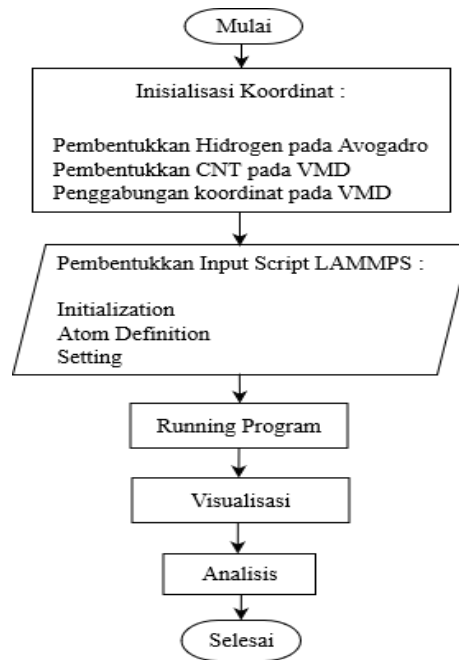 Mulai
Inisialisasi Koordinat :
Pembentukkan Hidrogen pada Avogadro
Pembentukkan CNT pada VMD
Penggabungan koordinat pada VMD
Pembentukkan Input Script LAMMPS :
Initialization
Atom Definition
Setting
Running Program
Visualisasi
Analisis
Selesai